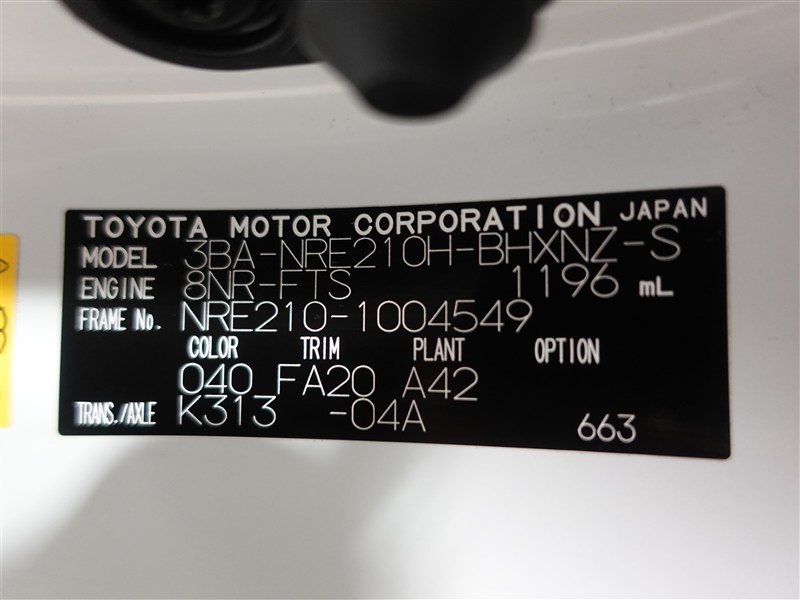 TOYOTA MOTOR CORPORATION JAPAN
MODEL 3BA-NRE210H-BHXNZ-S
ENGINE 8NR-FTS 1196 mL
FRAME No. NRE210-1004549
COLOR TRIM PLANT OPTION
040 FA20 A42
TRANS./AXLE K313 -04A 663